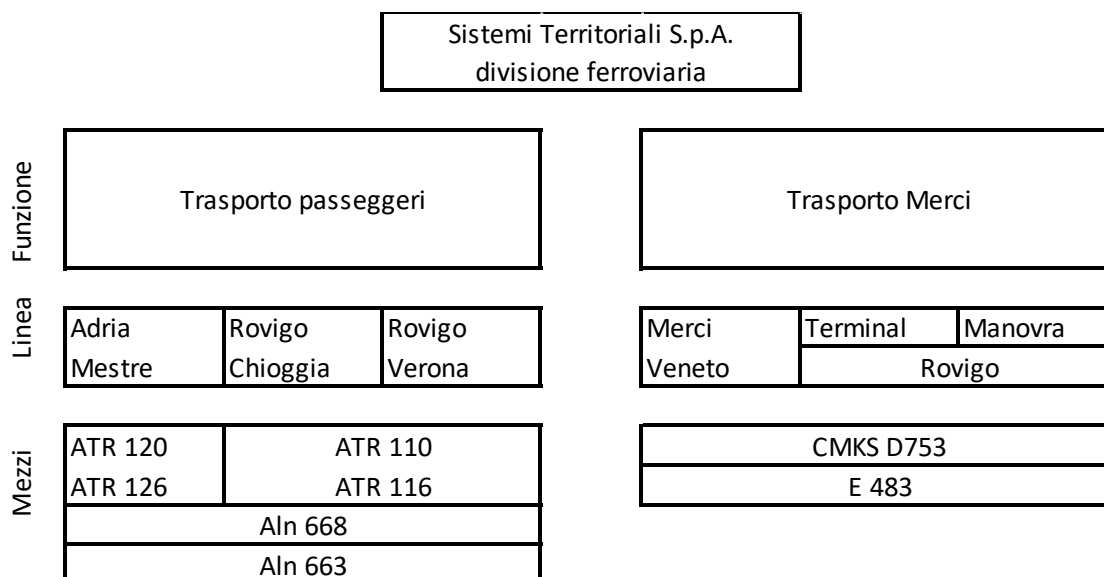 Sistemi Territoriali S.p.A.
divisione ferroviaria
Funzione
Trasporto passeggeri
Trasporto Merci
Linea
Adria
Mestre
Rovigo
Chioggia
Rovigo
Verona
Merci
Veneto
Terminal
Manovra
Rovigo
Mezzi
ATR 120
ATR 126
ATR 110
ATR 116
Aln 668
Aln 663
CMKS D753
E 483